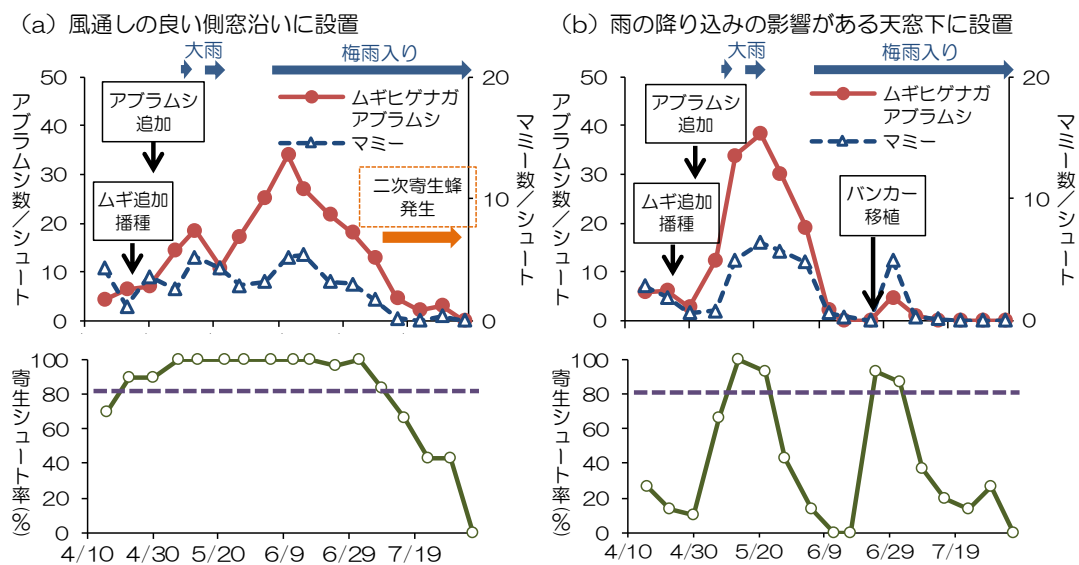 (a) 風通しの良い側窓沿いに設置
大雨
梅雨入り
50
40
30
20
10
0
アブラムシ数/シュート
20
10
0
マミー数/シュート
アブラムシ
追加
ムギ追加
播種
ムギヒゲナガ
アブラムシ
マミー
二次寄生蜂
発生
100
80
60
40
20
0
寄生シュート率(%)
4/10
4/30
5/20
6/9
6/29
7/19
(b) 雨の降り込みの影響がある天窓下に設置
大雨
梅雨入り
50
40
30
20
10
0
アブラムシ数/シュート
20
10
0
マミー数/シュート
アブラムシ
追加
ムギ追加
播種
ムギヒゲナガ
アブラムシ
マミー
バンカー
移植
100
80
60
40
20
0
寄生シュート率(%)
4/10
4/30
5/20
6/9
6/29
7/19